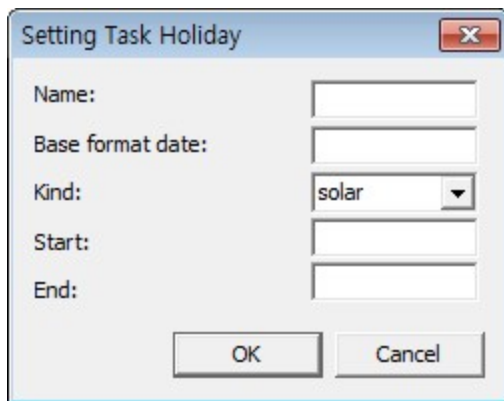 Setting Task Holiday
Name:
Base format date:
Kind:
solar
Start:
End:
OK
Cancel